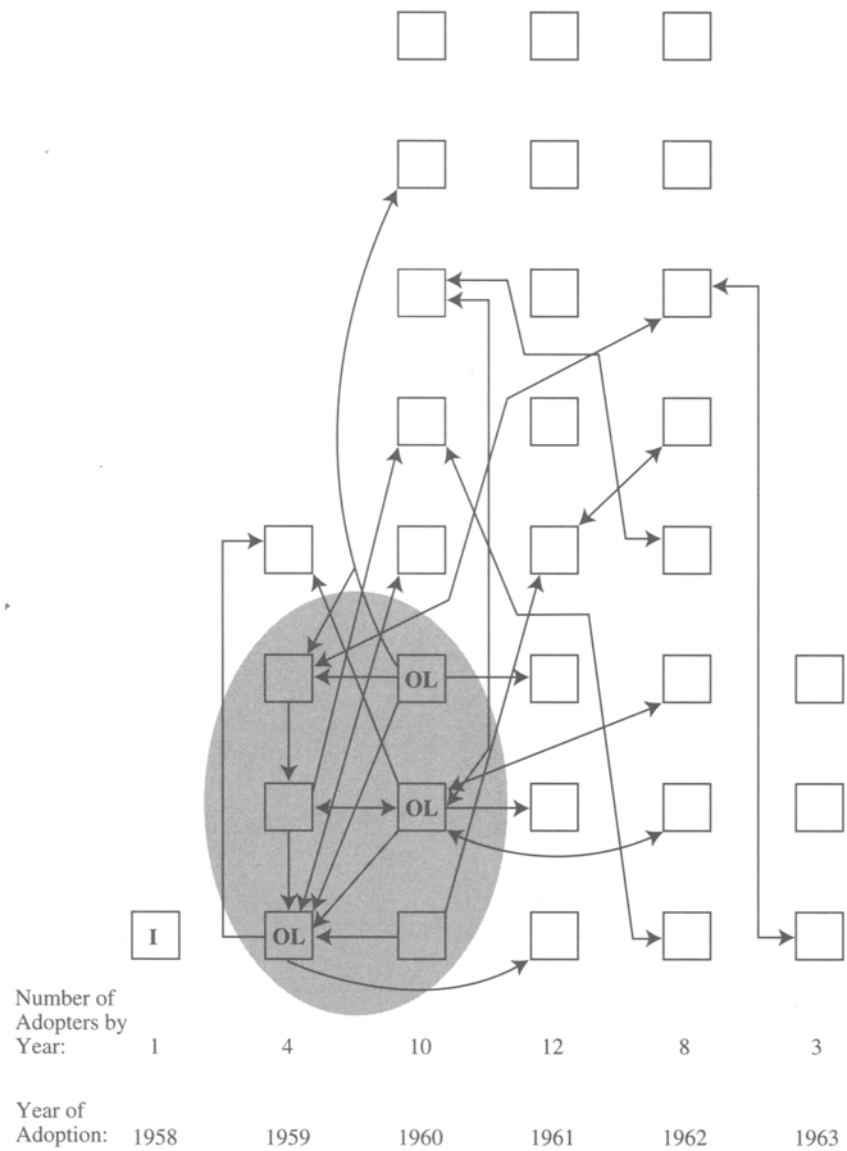 OL
OL
I
OL
Number of
Adopters by
Year: 1 4 10 12 8 3
Year of
Adoption: 1958 1959 1960 1961 1962 1963